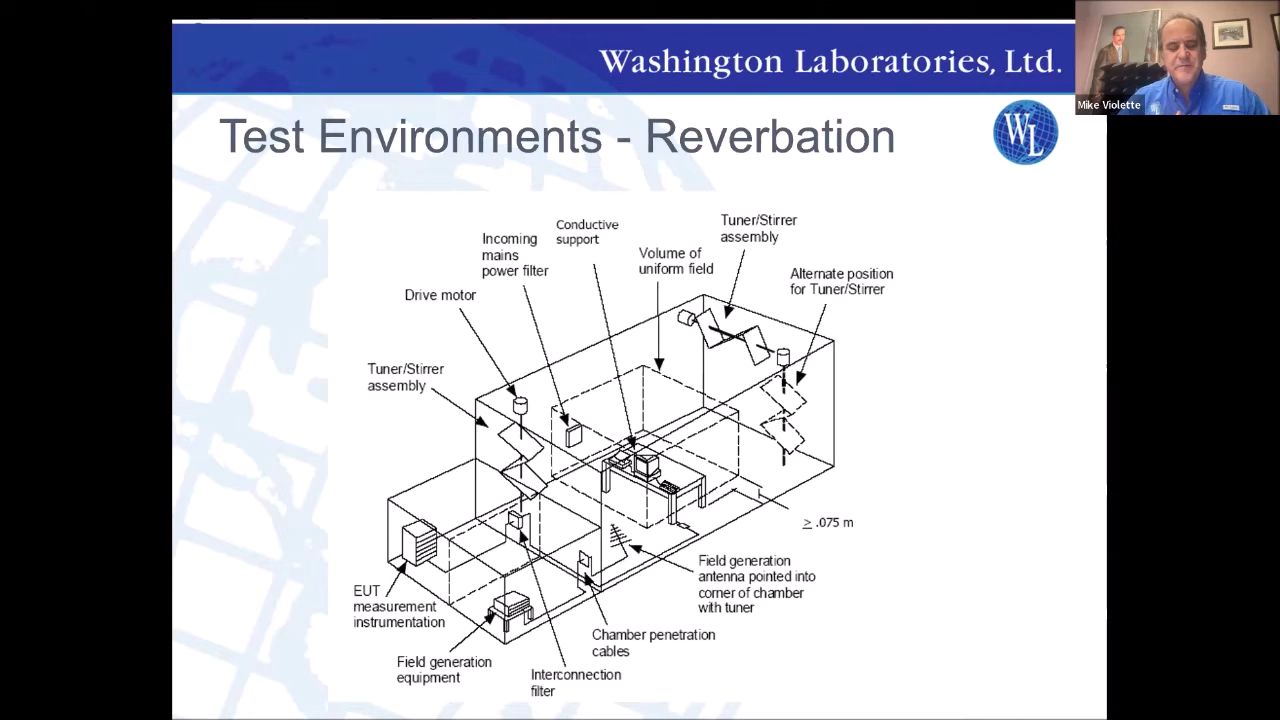 Washington Laboratories, Ltd.
Mike Violette
Test Environments - Reverbation
WL
Conductive
support
Tuner/Stirrer
assembly
Incoming
mains
power filter
Volume of
uniform field
Alternate position
for Tuner/Stirrer
Drive motor
Tuner/Stirrer
assembly
≥ .075 m
Field generation
antenna pointed into
corner of chamber
with tuner
EUT
measurement
instrumentation
Chamber penetration
cables
Field generation
equipment
Interconnection
filter